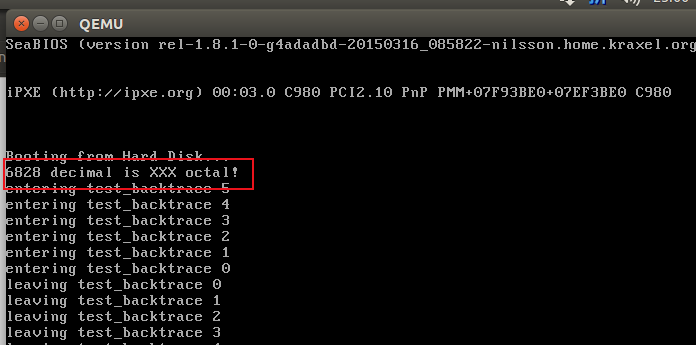 QEMU
SeaBIOS (version rel-1.8.1-0-g4adadbd-20150316_085822-nilsson.home.kraxel.org
iPXE (http://ipxe.org) 00:03.0 C980 PCI2.10 PnP PMM+07F93BE0+07EF3BE0 C980
Booting from Hard Disk...
6828 decimal is XXX octal!
entering test_backtrace 5
entering test_backtrace 4
entering test_backtrace 3
entering test_backtrace 2
entering test_backtrace 1
entering test_backtrace 0
leaving test_backtrace 0
leaving test_backtrace 1
leaving test_backtrace 2
leaving test_backtrace 3